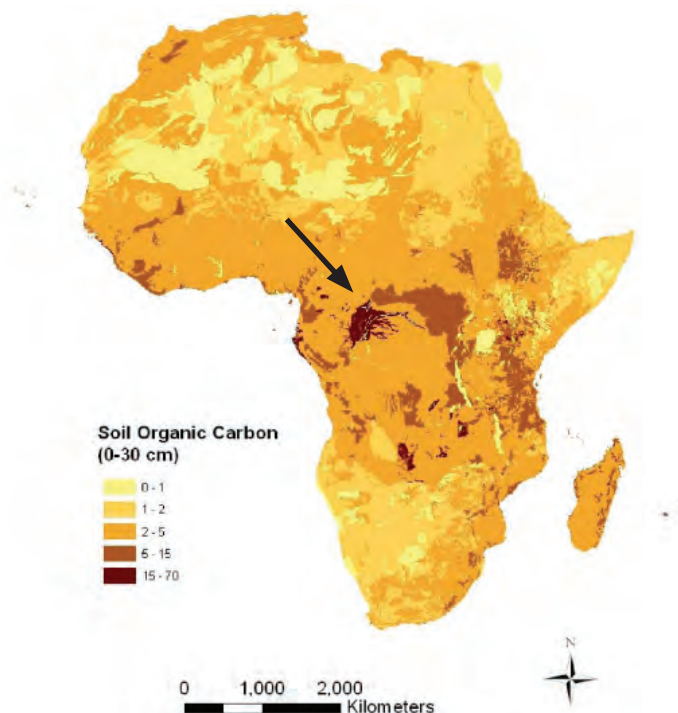 Soil Organic Carbon
(0-30 cm)
0 - 1
1 - 2
2 - 5
5 - 15
15 - 70
N
0 1,000 2,000
Kilometers